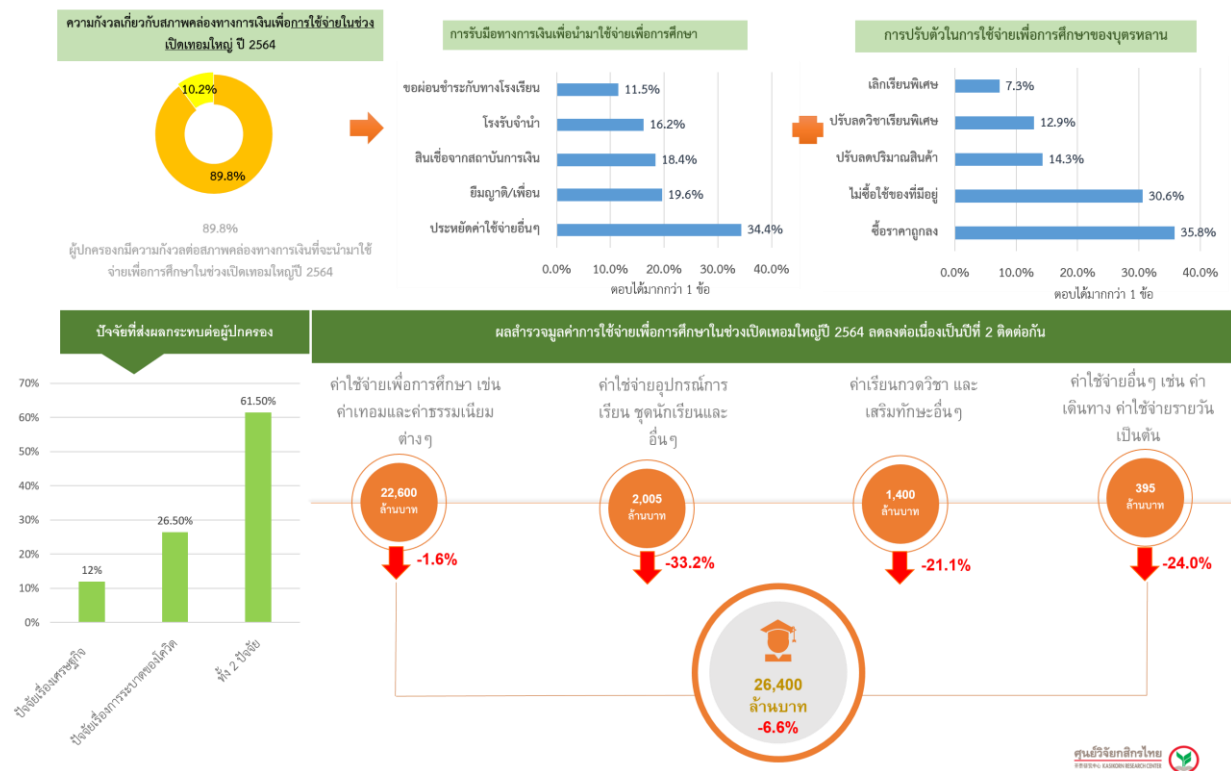 ความกังวลเกี่ยวกับสภาพคล่องทางการเงินเพื่อการใช้จ่ายในช่วง
เปิดเทอมใหญ่ ปี 2564
10.2%
89.8%
89.8%
ผู้ปกครองกมีความกังวลต่อสภาพคล่องทางการเงินที่จะนำมาใช้
จ่ายเพื่อการศึกษาในช่วงเปิดเทอมใหญ่ปี 2564
การรับมือทางการเงินเพื่อนำมาใช้จ่ายเพื่อการศึกษา
ขอผ่อนชำระกับทางโรงเรียน 11.5%
โรงรับจำนำ 16.2%
สินเชื่อจากสถาบันการเงิน 18.4%
ยืมญาติ/เพื่อน 19.6%
ประหยัดค่าใช้จ่ายอื่นๆ 34.4%
0.0% 10.0% 20.0% 30.0% 40.0%
ตอบได้มากกว่า 1 ข้อ
การปรับตัวในการใช้จ่ายเพื่อการศึกษาของบุตรหลาน
เลิกเรียนพิเศษ 7.3%
ปรับลดวิชาเรียนพิเศษ 12.9%
ปรับลดปริมาณสินค้า 14.3%
ไม่ซื้อใช้ของที่มีอยู่ 30.6%
ซื้อราคาถูกลง 35.8%
0.0% 10.0% 20.0% 30.0% 40.0%
ตอบได้มากกว่า 1 ข้อ
ปัจจัยที่ส่งผลกระทบต่อผู้ปกครอง
70%
60%
50%
40%
30%
20%
10%
0%
12%
26.50%
61.50%
ปัจจัยเรื่องเศรษฐกิจ
ปัจจัยเรื่องการระบาดของโควิด
ทั้ง 2 ปัจจัย
ผลสำรวจมูลค่าการใช้จ่ายเพื่อการศึกษาในช่วงเปิดเทอมใหญ่ปี 2564 ลดลงต่อเนื่องเป็นปีที่ 2 ติดต่อกัน
ค่าใช้จ่ายเพื่อการศึกษา เช่น
ค่าเทอมและค่าธรรมเนียม
ต่างๆ
22,600
ล้านบาท
-1.6%
ค่าใช่จ่ายอุปกรณ์การ
เรียน ชุดนักเรียนและ
อื่นๆ
2,005
ล้านบาท
-33.2%
ค่าเรียนกวดวิชา และ
เสริมทักษะอื่นๆ
1,400
ล้านบาท
-21.1%
ค่าใช้จ่ายอื่นๆ เช่น ค่า
เดินทาง ค่าใช้จ่ายรายวัน
เป็นต้น
395
ล้านบาท
-24.0%
26,400
ล้านบาท
-6.6%
ศูนย์วิจัยกสิกรไทย
KASIKORN RESEARCH CENTER